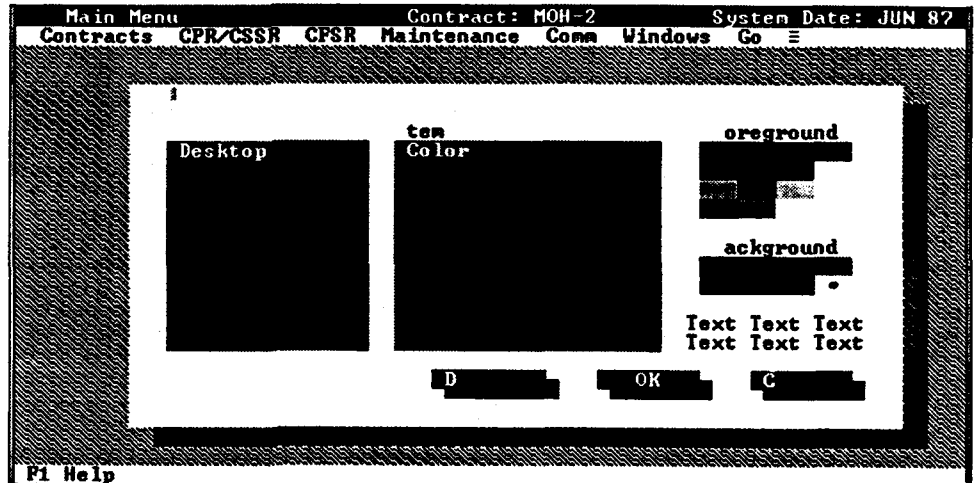 Main Menu Contract: MOH-2 System Date: JUN 87
Contracts CPR/CSSR CFSR Maintenance Comm Windows Go ≡
tem oreground
Desktop Color
ackground
Text Text Text
Text Text Text
D OK C
F1 Help